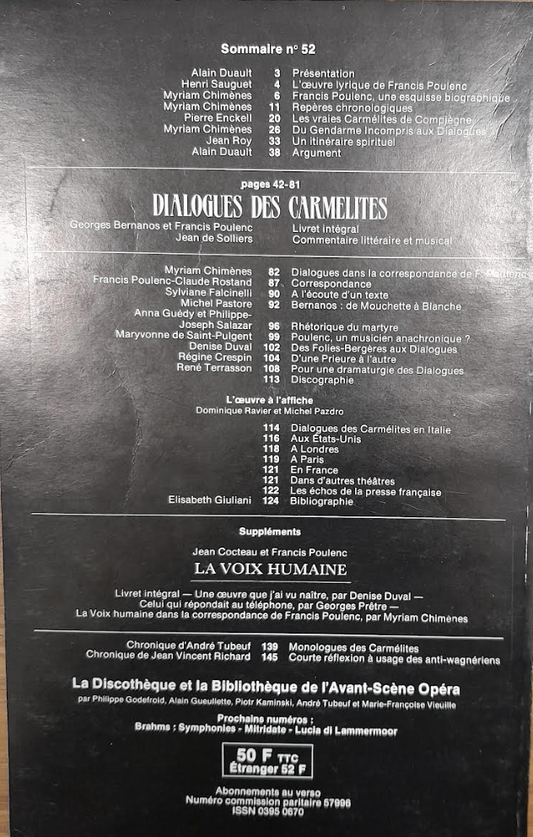 Sommaire n° 52
Alain Duault 3 Présentation
Henri Sauguet 4 L'œuvre lyrique de Francis Poulenc
Myriam Chimènes 6 Francis Poulenc, une esquisse biographique
Myriam Chimènes 11 Repères chronologiques
Pierre Enckell 20 Les vraies Carmélites de Compiègne
Myriam Chimènes 26 Du Gendarme Incompris aux Dialogues
Jean Roy 33 Un itinéraire spirituel
Alain Duault 38 Argument
pages 42-81
DIALOGUES DES CARMELITES
Georges Bernanos et Francis Poulenc Livret intégral
Jean de Solliers Commentaire littéraire et musical
Myriam Chimènes 82 Dialogues dans la correspondance de F. Poulenc
Francis Poulenc-Claude Rostand 87 Correspondance
Sylviane Falcinelli 90 A l'écoute d'un texte
Michel Pastore 92 Bernanos : de Mouchette à Blanche
Anna Guédy et Philippe-
Joseph Salazar 96 Rhétorique du martyre
Maryvonne de Saint-Pulgent 99 Poulenc, un musicien anachronique ?
Denise Duval 102 Des Folies-Bergères aux Dialogues
Régine Crespin 104 D'une Prieure à l'autre
René Terrasson 108 Pour une dramaturgie des Dialogues
113 Discographie
L'œuvre à l'affiche
Dominique Ravier et Michel Pazdro
114 Dialogues des Carmélites en Italie
116 Aux États-Unis
118 A Londres
119 A Paris
121 En France
121 Dans d'autres théâtres
122 Les échos de la presse française
Elisabeth Giuliani 124 Bibliographie
Suppléments
Jean Cocteau et Francis Poulenc
LA VOIX HUMAINE
Livret intégral — Une œuvre que j'ai vu naître, par Denise Duval —
Celui qui répondait au téléphone, par Georges Prêtre —
La Voix humaine dans la correspondance de Francis Poulenc, par Myriam Chimènes
Chronique d'André Tubeuf 139 Monologues des Carmélites
Chronique de Jean Vincent Richard 145 Courte réflexion à usage des anti-wagnériens
La Discothèque et la Bibliothèque de l'Avant-Scène Opéra
par Philippe Godefroid, Alain Gueullette, Piotr Kaminski, André Tubeuf et Marie-Françoise Vieuille
Prochains numéros :
Brahms : Symphonies - Mitridate - Lucia di Lammermoor
50 F TTC
Étranger 52 F
Abonnements au verso
Numéro commission paritaire 57996
ISSN 0395 0670